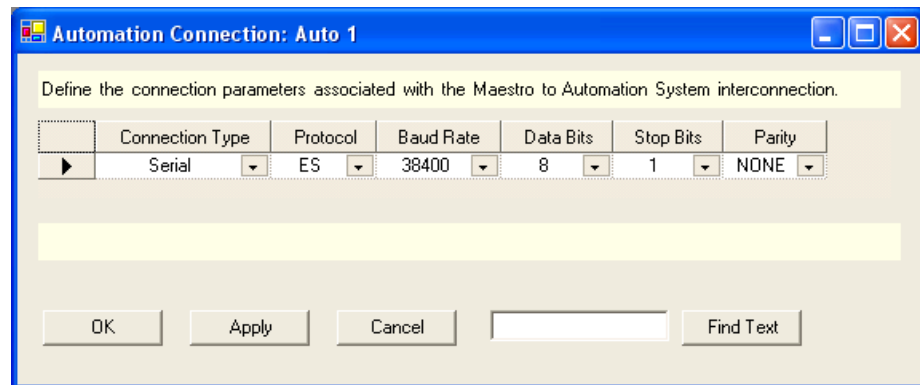 Automation Connection: Auto 1
Define the connection parameters associated with the Maestro to Automation System interconnection.
Connection Type Protocol Baud Rate Data Bits Stop Bits Parity
Serial ES 38400 8 1 NONE
OK Apply Cancel Find Text